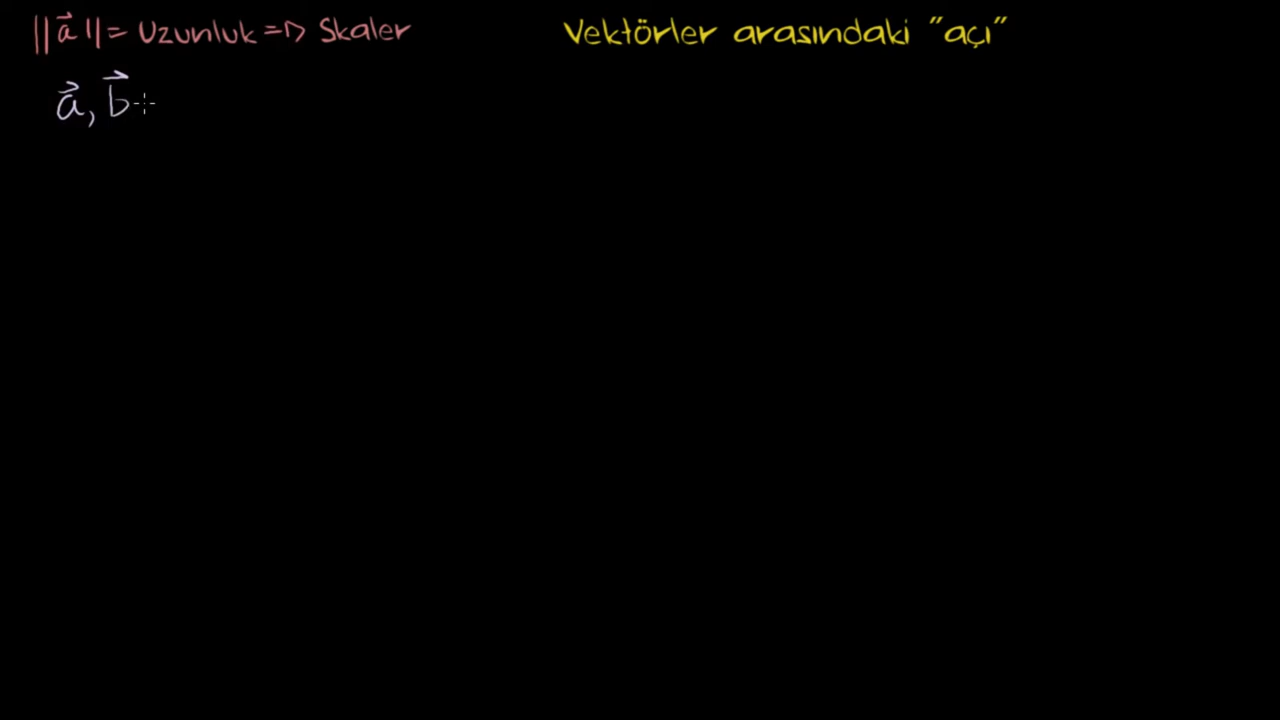 ||a⃗|| = Uzunluk => Skaler
Vektörler arasındaki "açı"
a⃗, b⃗